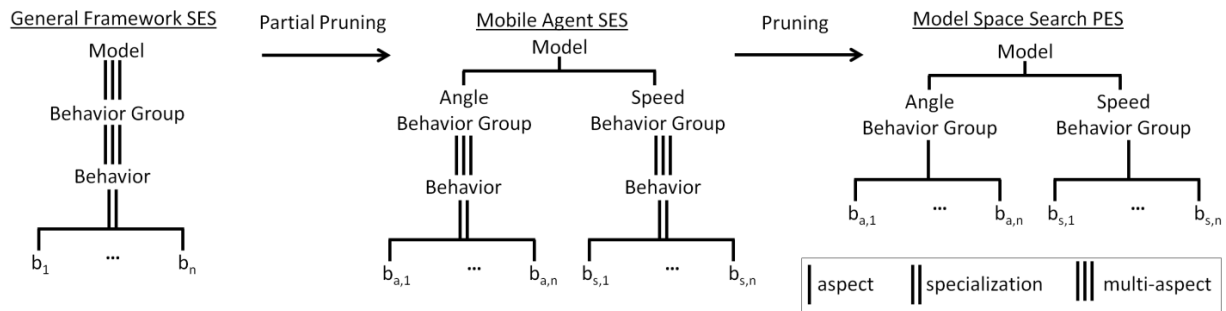 General Framework SES
Model
Behavior Group
Behavior
b1
...
bn
Partial Pruning
Mobile Agent SES
Model
Angle
Behavior Group
Behavior
ba,1
...
ba,n
Speed
Behavior Group
Behavior
bs,1
...
bs,n
Pruning
Model Space Search PES
Model
Angle
Behavior Group
ba,1
...
ba,n
Speed
Behavior Group
bs,1
...
bs,n
aspect
specialization
multi-aspect